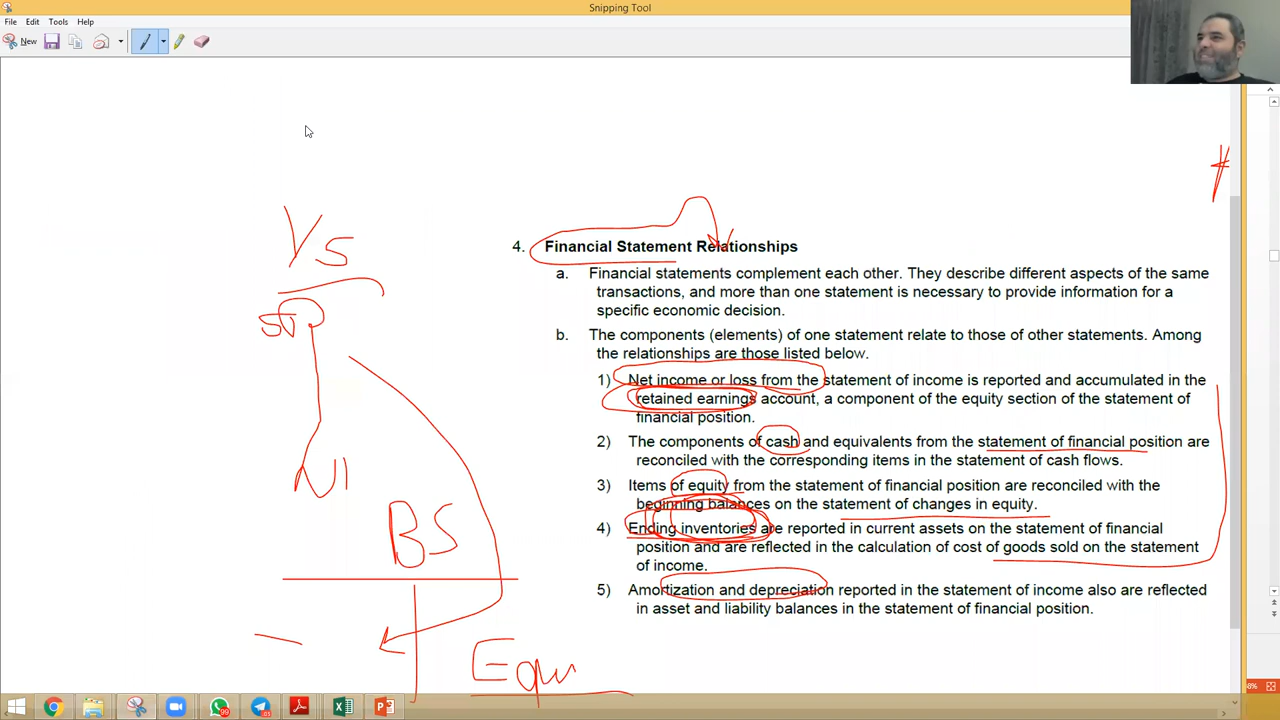 Snipping Tool
File Edit Tools Help
New
4. Financial Statement Relationships
a. Financial statements complement each other. They describe different aspects of the same
transactions, and more than one statement is necessary to provide information for a
specific economic decision.
b. The components (elements) of one statement relate to those of other statements. Among
the relationships are those listed below.
1) Net income or loss from the statement of income is reported and accumulated in the
retained earnings account, a component of the equity section of the statement of
financial position.
2) The components of cash and equivalents from the statement of financial position are
reconciled with the corresponding items in the statement of cash flows.
3) Items of equity from the statement of financial position are reconciled with the
beginning balances on the statement of changes in equity.
4) Ending inventories are reported in current assets on the statement of financial
position and are reflected in the calculation of cost of goods sold on the statement
of income.
5) Amortization and depreciation reported in the statement of income also are reflected
in asset and liability balances in the statement of financial position.
NI
BS
Equ
99